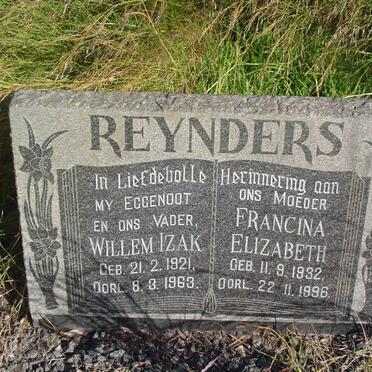 REYNDERS
In Liefdevolle
MY EGGENOOT
EN ONS VADER,
WILLEM IZAK
GEB. 21.2.1921,
OORL. 8.3.1963.
Herinnering aan
ONS MOEDER
FRANCINA
ELIZABETH
GEB. 11.9.1932
OORL. 22.11.1996.